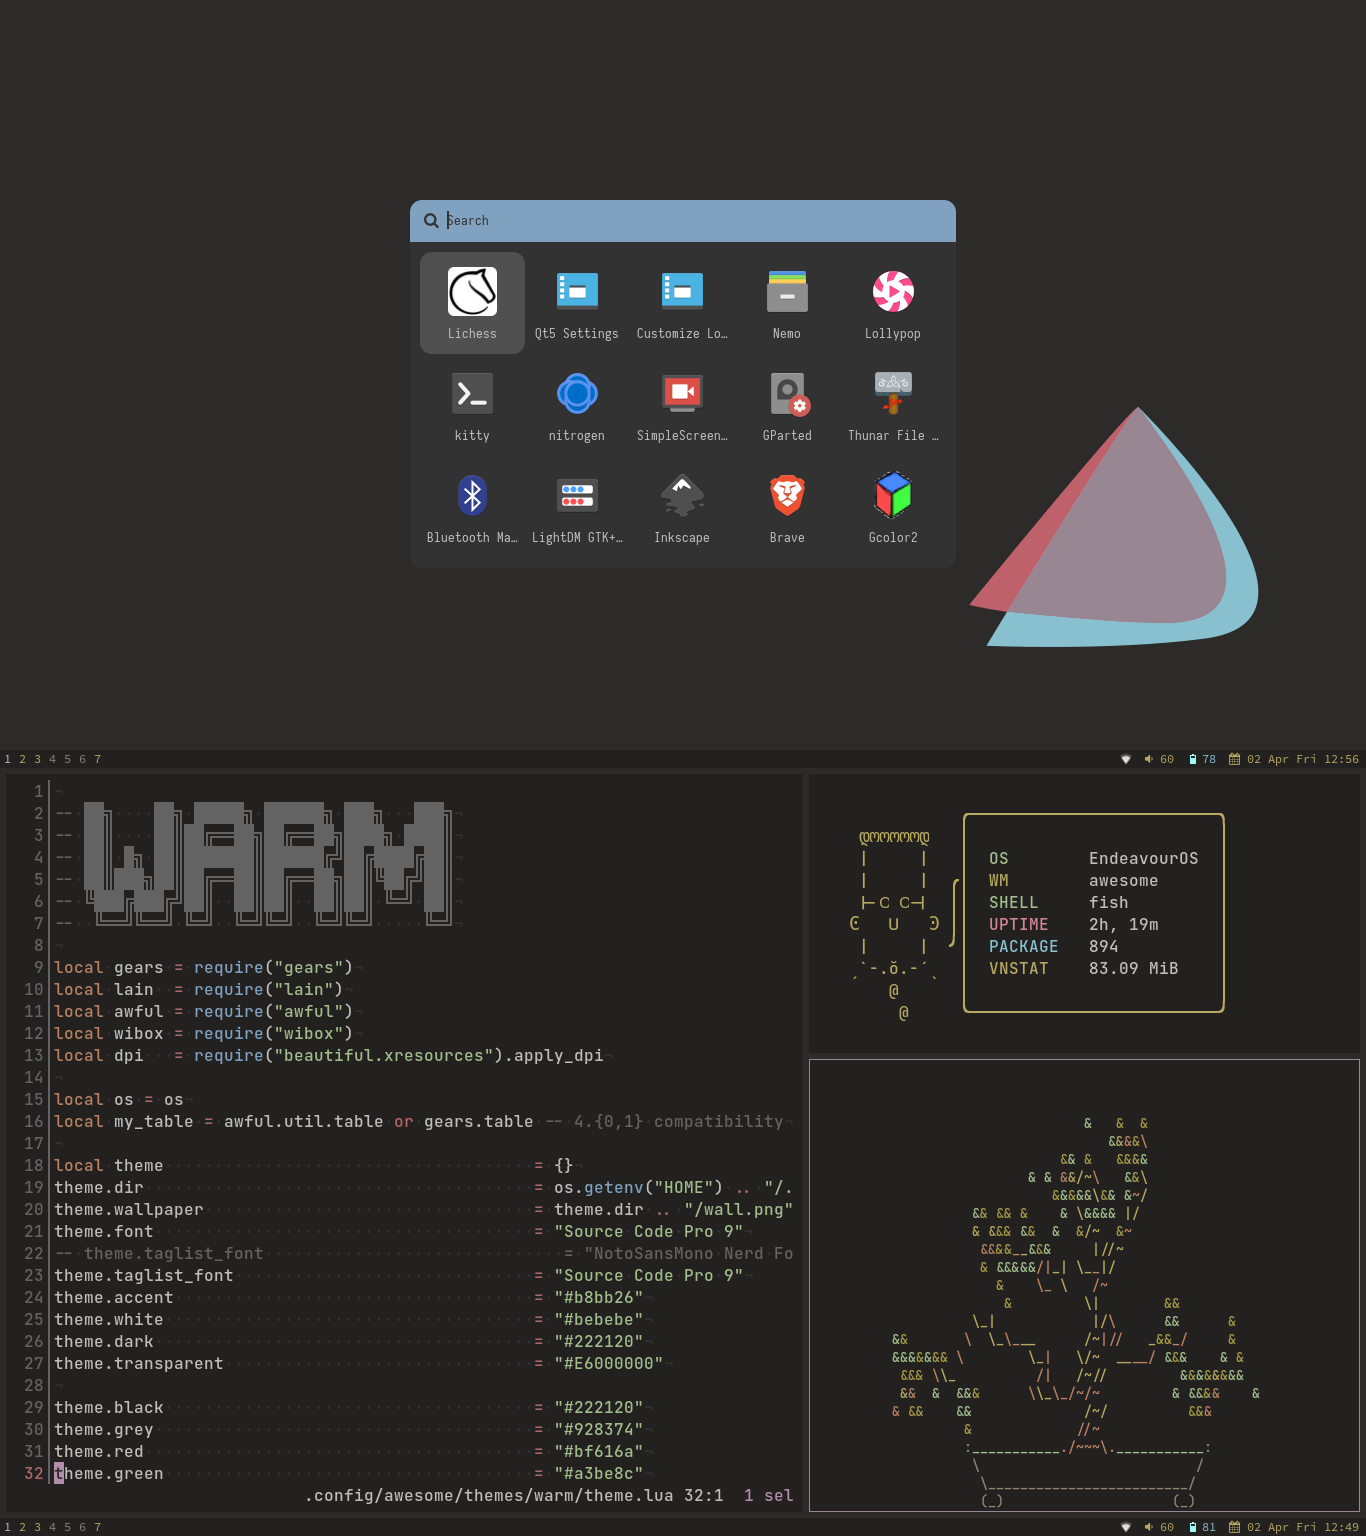 Search
Lichess
Qt5 Settings
Customize Lo…
Nemo
Lollypop
kitty
nitrogen
SimpleScreen…
GParted
Thunar File …
Bluetooth Ma…
LightDM GTK+…
Inkscape
Brave
Gcolor2
1 2 3 4 5 6 7
60 78 02 Apr Fri 12:56
1
2 --
3 --
4 --
5 --
6 --
7 --
WARM
8
9 local gears = require("gears")
10 local lain  = require("lain")
11 local awful = require("awful")
12 local wibox = require("wibox")
13 local dpi   = require("beautiful.xresources").apply_dpi
14
15 local os = os
16 local my_table = awful.util.table or gears.table -- 4.{0,1} compatibility
17
18 local theme = {}
19 theme.dir = os.getenv("HOME") .. "/.
20 theme.wallpaper = theme.dir .. "/wall.png"
21 theme.font = "Source Code Pro 9"
22 -- theme.taglist_font = "NotoSansMono Nerd Fo
23 theme.taglist_font = "Source Code Pro 9"
24 theme.accent = "#b8bb26"
25 theme.white = "#bebebe"
26 theme.dark = "#222120"
27 theme.transparent = "#E6000000"
28
29 theme.black = "#222120"
30 theme.grey = "#928374"
31 theme.red = "#bf616a"
32 theme.green = "#a3be8c"
.config/awesome/themes/warm/theme.lua 32:1  1 sel
OS EndeavourOS
WM awesome
SHELL fish
UPTIME 2h, 19m
PACKAGE 894
VNSTAT 83.09 MiB
1 2 3 4 5 6 7
60 81 02 Apr Fri 12:49